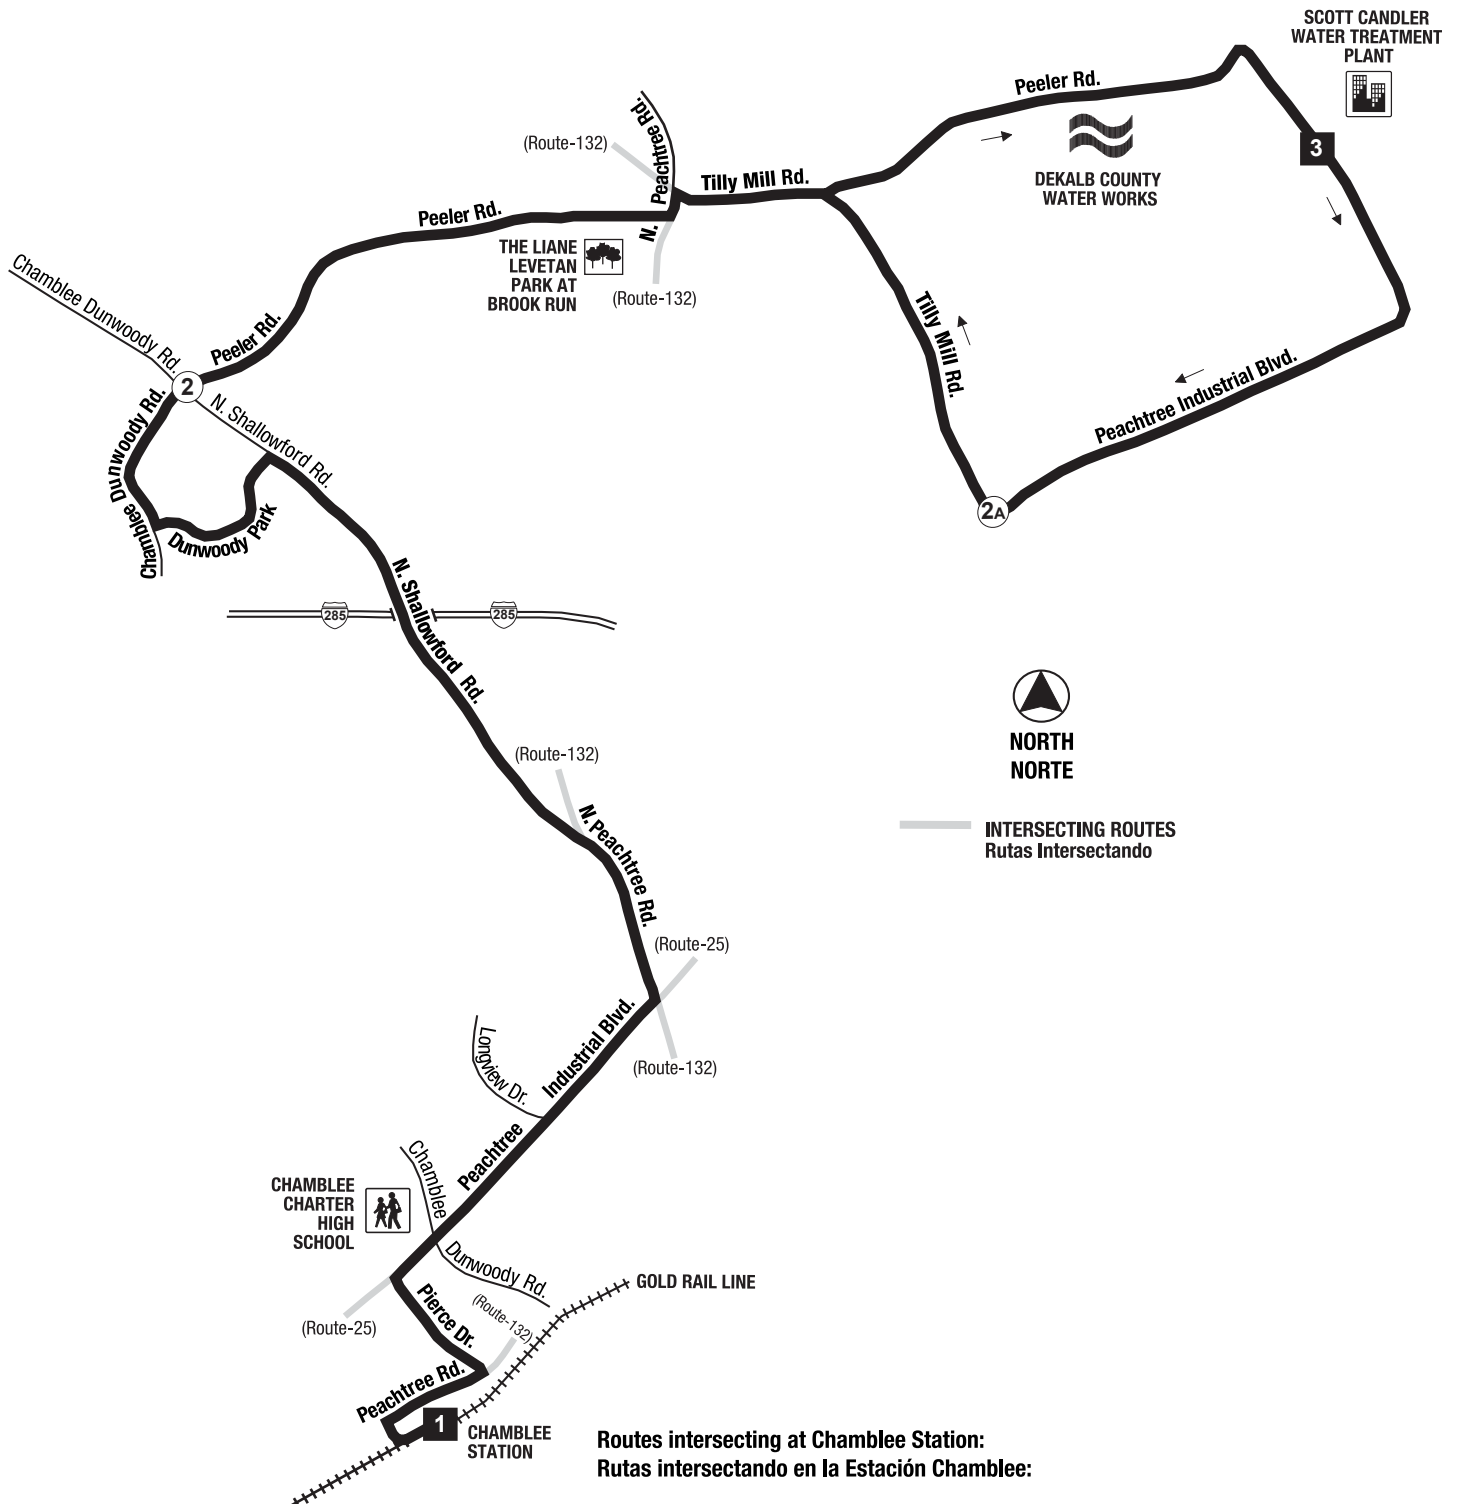 SCOTT CANDLER
WATER TREATMENT
PLANT
Peeler Rd.
N. Peachtree Rd.
(Route-132)
3
Tilly Mill Rd.
DEKALB COUNTY
WATER WORKS
Peeler Rd.
THE LIANE
LEVETAN
PARK AT
BROOK RUN
(Route-132)
Chamblee Dunwoody Rd.
Peeler Rd.
Tilly Mill Rd.
Peachtree Industrial Blvd.
2
N. Shallowford Rd.
Chamblee Dunwoody Rd.
Dunwoody Park
2A
N. Shallowford Rd.
285
285
NORTH
NORTE
(Route-132)
N. Peachtree Rd.
INTERSECTING ROUTES
Rutas Intersectando
(Route-25)
Longview Dr.
Peachtree Industrial Blvd.
(Route-132)
CHAMBLEE
CHARTER
HIGH
SCHOOL
Chamblee Dunwoody Rd.
GOLD RAIL LINE
(Route-25)
Pierce Dr.
(Route-132)
Peachtree Rd.
1
CHAMBLEE
STATION
Routes intersecting at Chamblee Station:
Rutas intersectando en la Estación Chamblee: